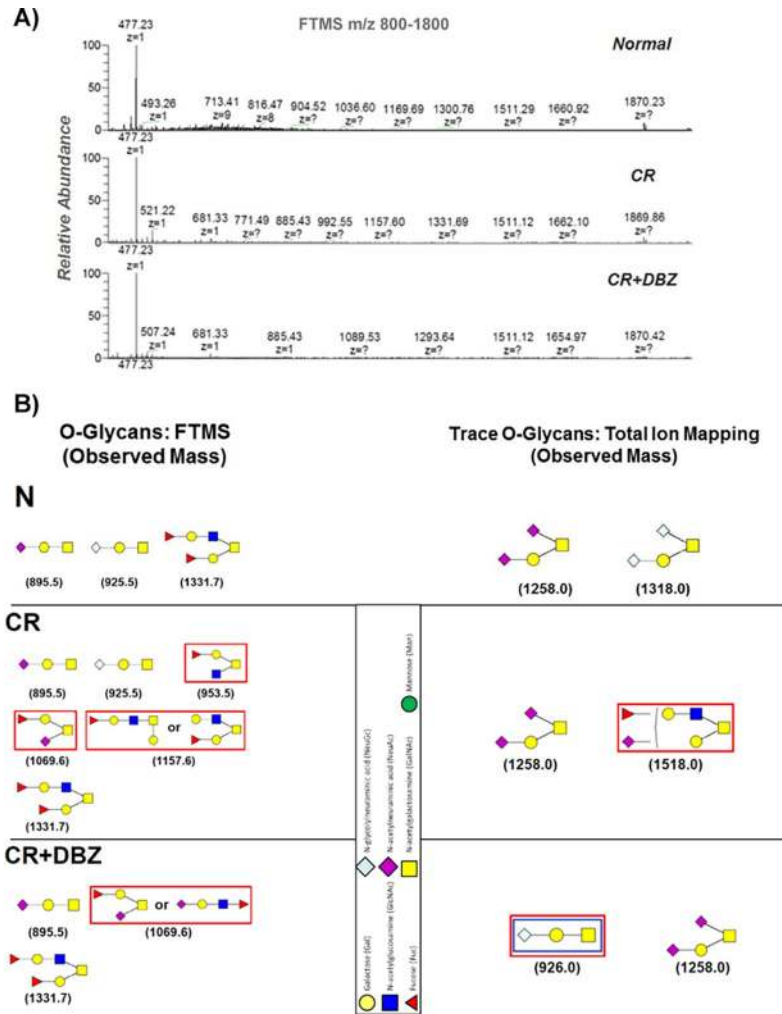 A)
FTMS m/z 800-1800
Relative Abundance
477.23
z=1
Normal
100
50
0
493.26
z=1
713.41
z=9
816.47
z=8
904.52
z=?
1036.60
z=?
1169.69
z=?
1300.76
z=?
1511.29
z=?
1660.92
z=?
1870.23
z=?
477.23
z=1
CR
100
50
0
521.22
z=1
681.33
z=1
771.49
z=?
885.43
z=?
992.55
z=?
1157.60
z=?
1331.69
z=?
1511.12
z=?
1662.10
z=?
1869.86
z=?
477.23
z=1
CR+DBZ
100
50
0
507.24
z=1
681.33
z=1
885.43
z=1
1089.53
z=?
1293.64
z=?
1511.12
z=?
1654.97
z=?
1870.42
z=?
477.23
B)
O-Glycans: FTMS
(Observed Mass)
Trace O-Glycans: Total Ion Mapping
(Observed Mass)
N
(895.5)
(925.5)
(1331.7)
(1258.0)
(1318.0)
CR
(895.5)
(925.5)
(953.5)
(1069.6)
or
(1157.6)
(1331.7)
(1258.0)
(1518.0)
CR+DBZ
(895.5)
or
(1069.6)
(1331.7)
(926.0)
(1258.0)
N-glycolylneuraminic acid (NeuGc)
N-acetylneuraminic acid (NeuAc)
N-acetylgalactosamine (GalNAc)
Mannose (Man)
Galactose (Gal)
N-acetylglucosamine (GlcNAc)
Fucose (Fuc)